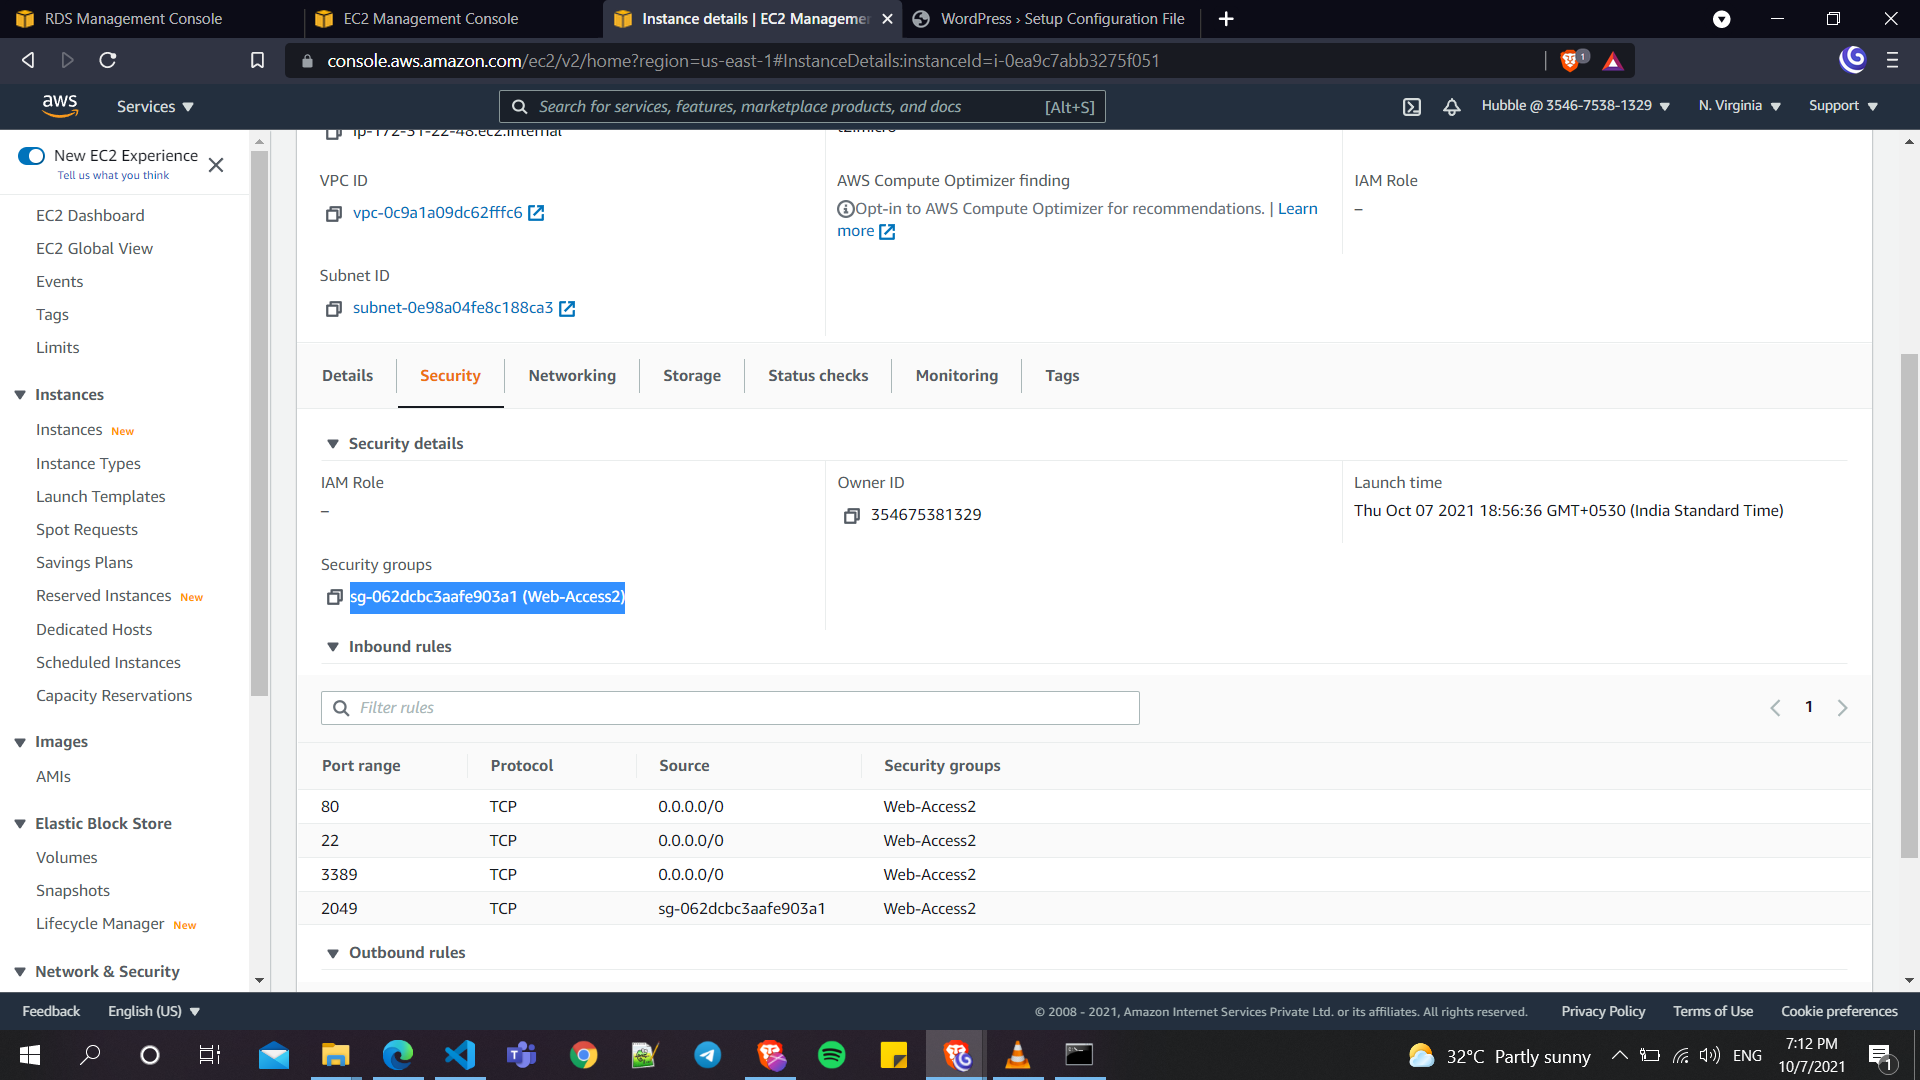 RDS Management Console
EC2 Management Console
Instance details | EC2 Managemer
WordPress › Setup Configuration File
console.aws.amazon.com/ec2/v2/home?region=us-east-1#InstanceDetails:instanceId=i-0ea9c7abb3275f051
1
aws
Services
Search for services, features, marketplace products, and docs
[Alt+S]
Hubble @ 3546-7538-1329
N. Virginia
Support
New EC2 Experience
Tell us what you think
EC2 Dashboard
EC2 Global View
Events
Tags
Limits
Instances
Instances New
Instance Types
Launch Templates
Spot Requests
Savings Plans
Reserved Instances New
Dedicated Hosts
Scheduled Instances
Capacity Reservations
Images
AMIs
Elastic Block Store
Volumes
Snapshots
Lifecycle Manager New
Network & Security
ip-172-31-22-48.ec2.internal
t2.micro
VPC ID
vpc-0c9a1a09dc62fffc6
AWS Compute Optimizer finding
Opt-in to AWS Compute Optimizer for recommendations. | Learn
more
IAM Role
–
Subnet ID
subnet-0e98a04fe8c188ca3
Details
Security
Networking
Storage
Status checks
Monitoring
Tags
Security details
IAM Role
–
Owner ID
354675381329
Launch time
Thu Oct 07 2021 18:56:36 GMT+0530 (India Standard Time)
Security groups
sg-062dcbc3aafe903a1 (Web-Access2)
Inbound rules
Filter rules
1
Port range Protocol Source Security groups
80 TCP 0.0.0.0/0 Web-Access2
22 TCP 0.0.0.0/0 Web-Access2
3389 TCP 0.0.0.0/0 Web-Access2
2049 TCP sg-062dcbc3aafe903a1 Web-Access2
Outbound rules
Feedback
English (US)
© 2008 - 2021, Amazon Internet Services Private Ltd. or its affiliates. All rights reserved.
Privacy Policy
Terms of Use
Cookie preferences
32°C Partly sunny
ENG
7:12 PM
10/7/2021
1